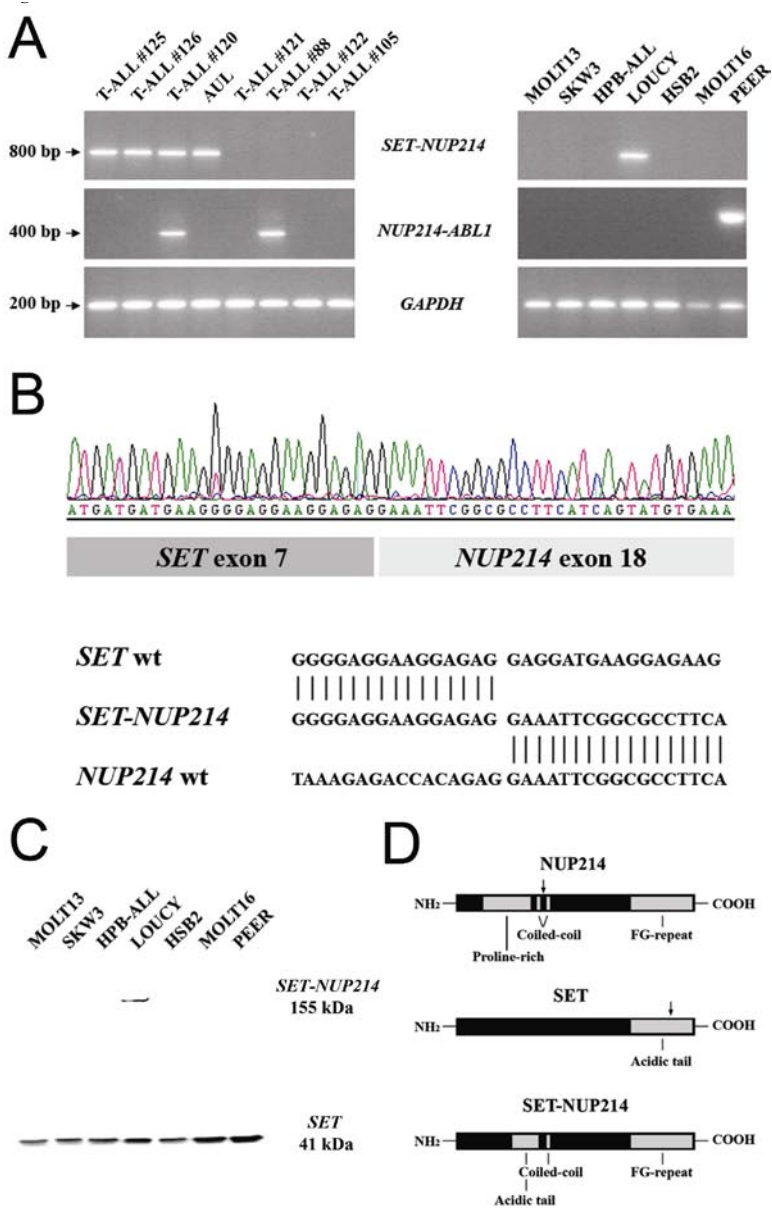 A
T-ALL #125
T-ALL #126
T-ALL #120
AUL
T-ALL #121
T-ALL #88
T-ALL #122
T-ALL #105
MOLT13
SKW3
HPB-ALL
LOUCY
HSB2
MOLT16
PEER
800 bp
SET-NUP214
400 bp
NUP214-ABL1
200 bp
GAPDH
B
ATGATGATGAAGGGGAGGAAGGAGAGGAAATTCGGCGCCTTCATCAGTATGTGAAA
SET exon 7
NUP214 exon 18
SET wt GGGGAGGAAGGAGAG GAGGATGAAGGAGAAG
SET-NUP214 GGGGAGGAAGGAGAG GAAATTCGGCGCCTTCA
NUP214 wt TAAAGAGACCACAGAG GAAATTCGGCGCCTTCA
C
MOLT13
SKW3
HPB-ALL
LOUCY
HSB2
MOLT16
PEER
SET-NUP214
155 kDa
SET
41 kDa
D
NUP214
NH2 COOH
Coiled-coil FG-repeat
Proline-rich
SET
NH2 COOH
Acidic tail
SET-NUP214
NH2 COOH
Coiled-coil FG-repeat
Acidic tail